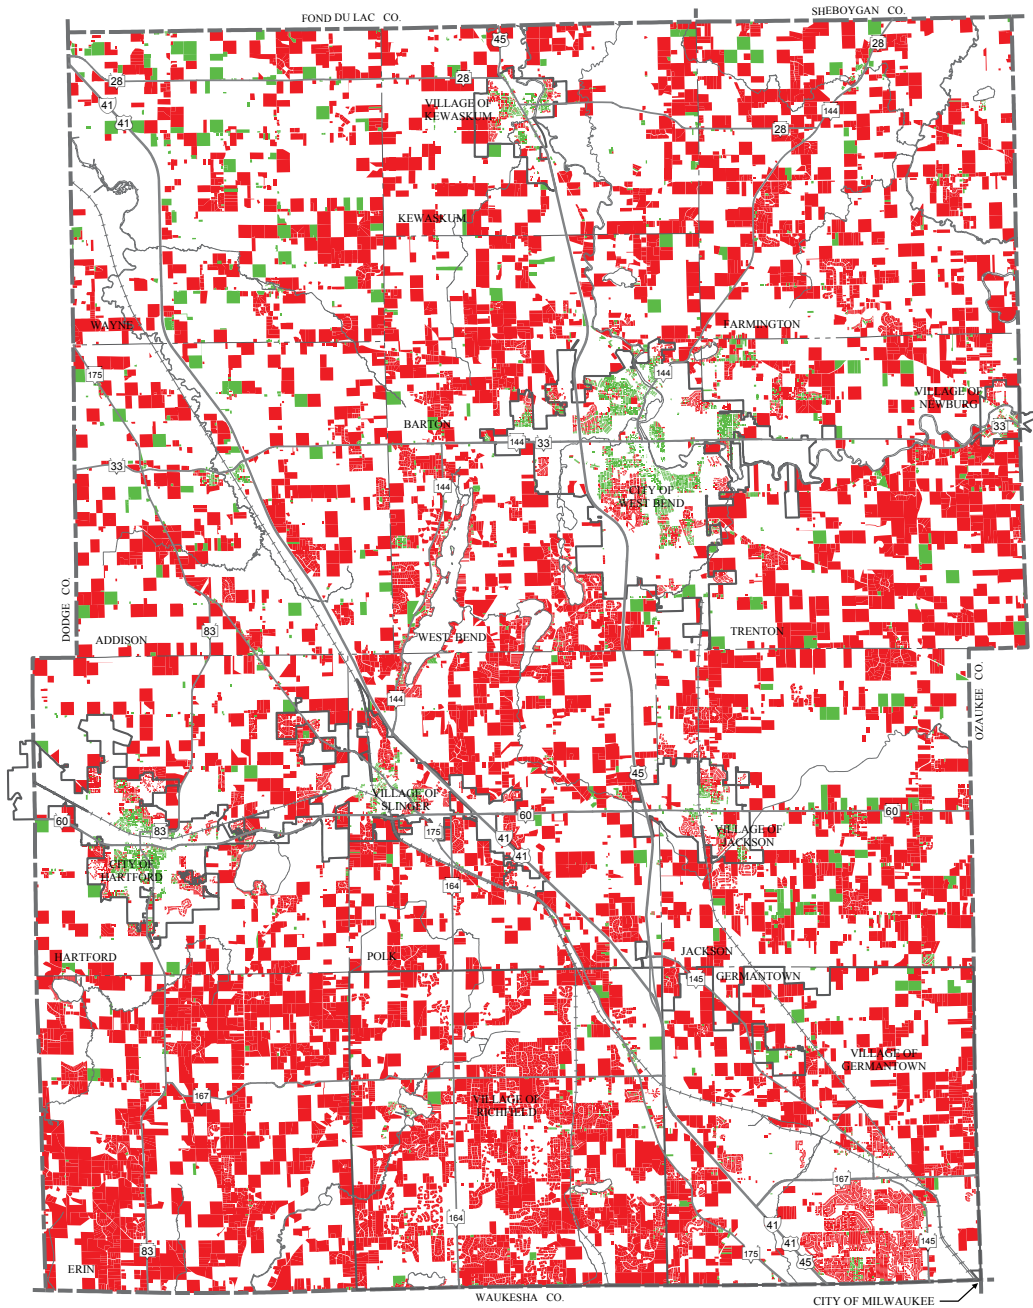 FOND DU LAC CO.
SHEBOYGAN CO.
45
28
28
28
41
41
VILLAGE OF
KEWASKUM
144
28
KEWASKUM
WAYNE
FARMINGTON
175
144
VILLAGE OF
NEWBURG
BARTON
33
144
33
33
144
CITY OF
WEST BEND
DODGE CO.
83
ADDISON
WEST BEND
TRENTON
OZAUKEE CO.
144
45
VILLAGE OF
SLINGER
60
60
60
83
175
41
VILLAGE OF
JACKSON
41
CITY OF
HARTFORD
164
HARTFORD
POLK
JACKSON
145
GERMANTOWN
VILLAGE OF
GERMANTOWN
167
VILLAGE OF
RICHFIELD
167
164
41
41
145
83
175
45
ERIN
WAUKESHA CO.
CITY OF MILWAUKEE